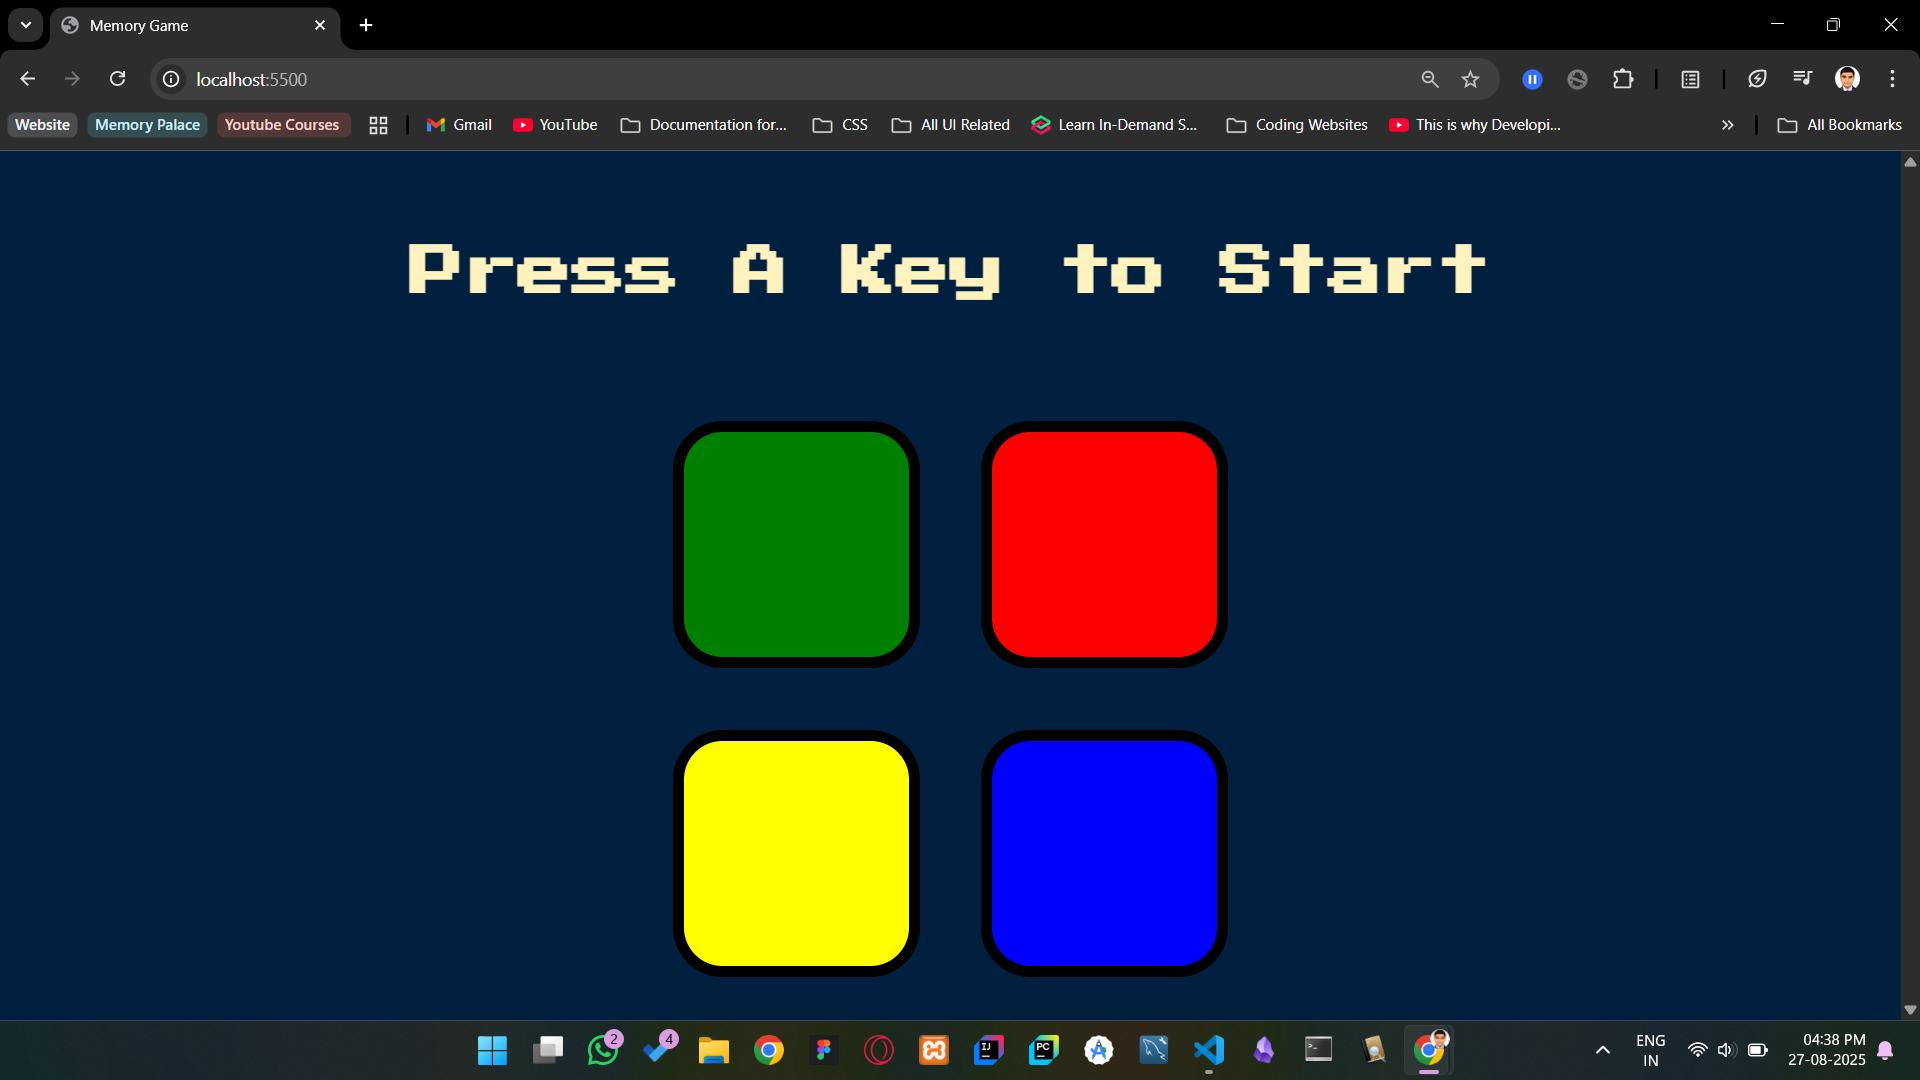 Memory Game
localhost:5500
Website Memory Palace Youtube Courses Gmail YouTube Documentation for... CSS All UI Related Learn In-Demand S... Coding Websites This is why Developi... All Bookmarks
Press A Key to Start
2
4
IJ
PC
ENG
IN
04:38 PM
27-08-2025